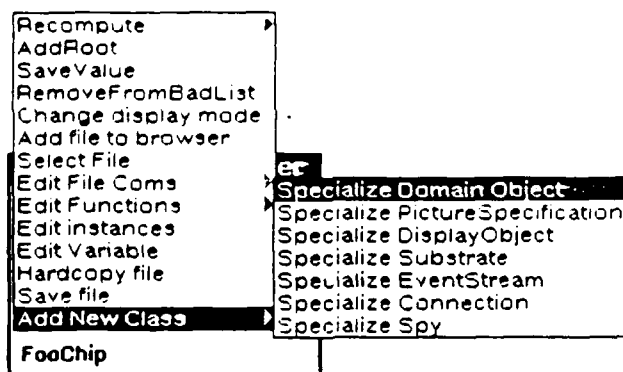 Recompute
AddRoot
SaveValue
RemoveFromBadList
Change display mode
Add file to browser
Select File
Edit File Coms
Edit Functions
Edit instances
Edit Variable
Hardcopy file
Save file
Add New Class
er
Specialize Domain Object
Specialize PictureSpecification
Specialize DisplayObject
Specialize Substrate
Specialize EventStream
Specialize Connection
Specialize Spy
FooChip